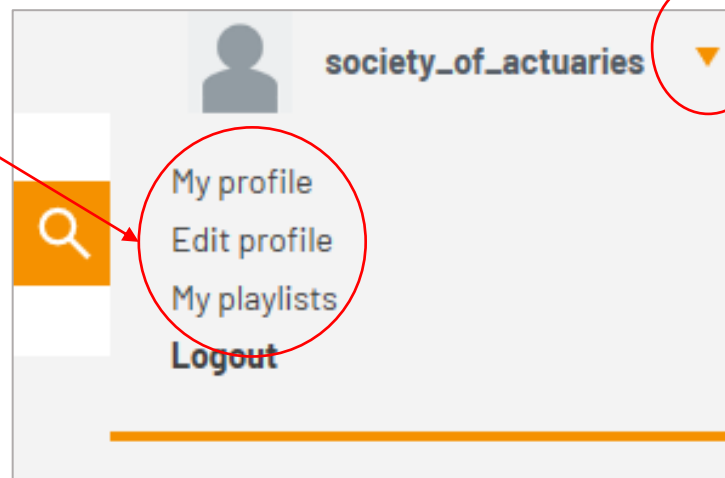 society_of_actuaries
My profile
Edit profile
My playlists
Logout